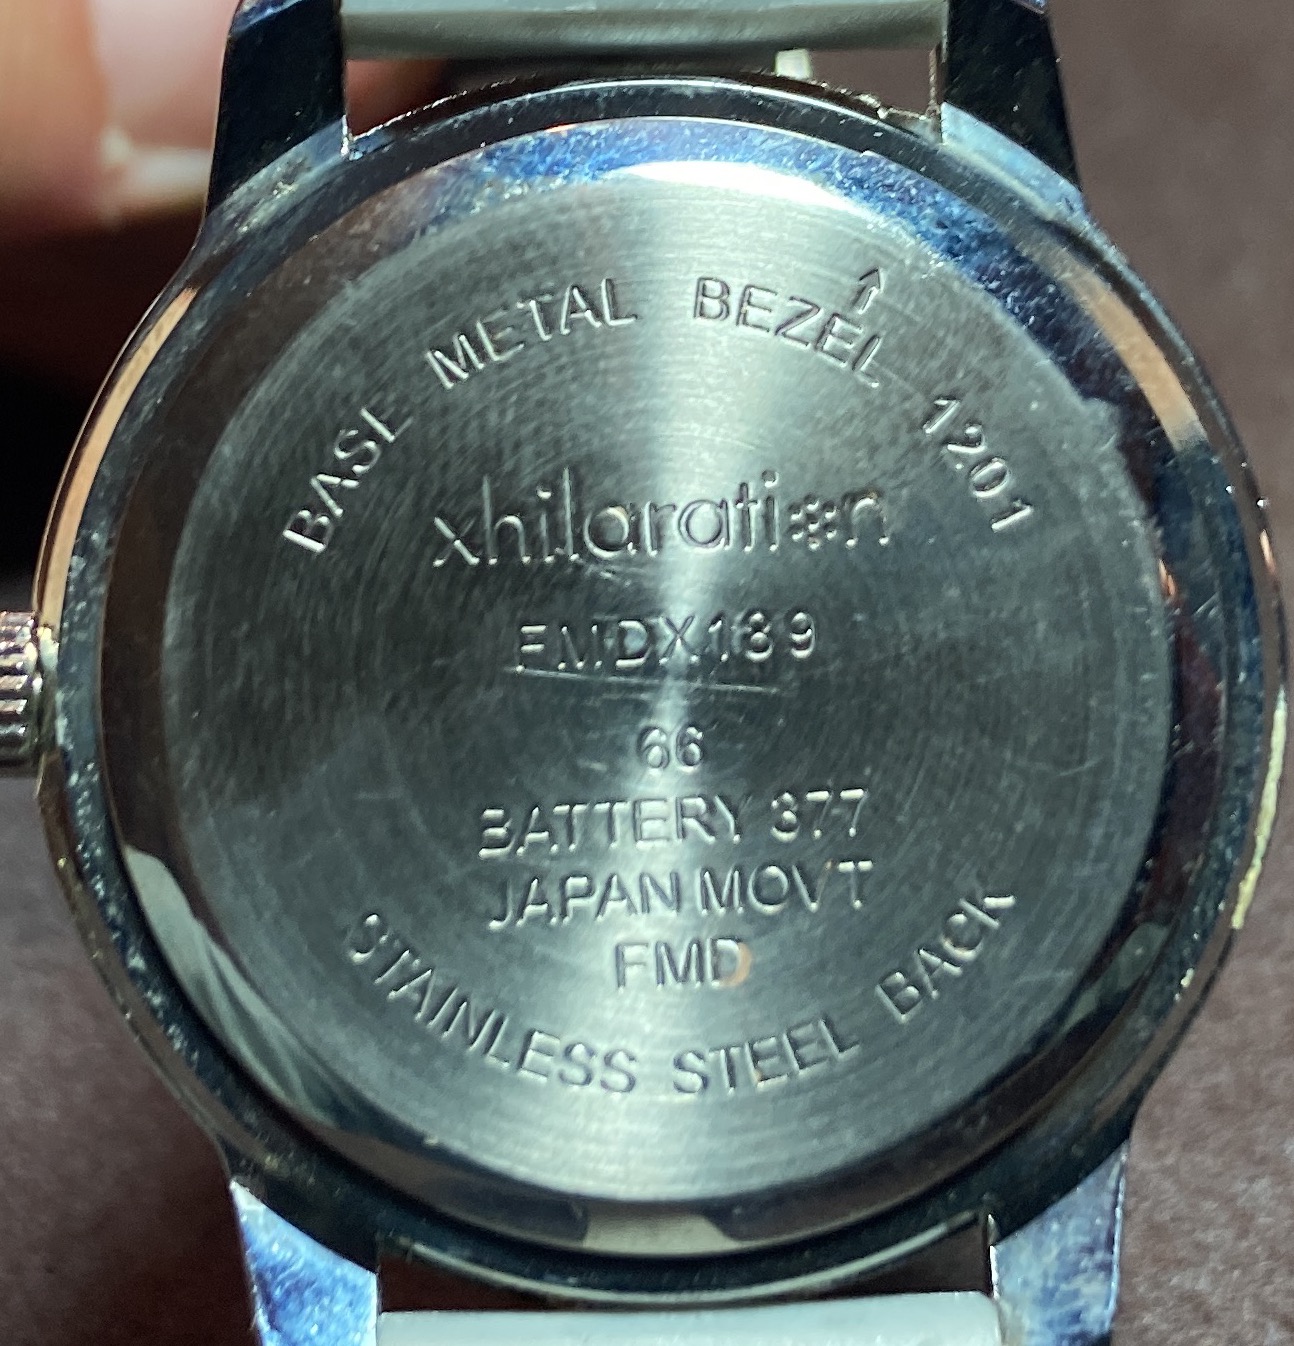 BASE METAL BEZEL 1201
↑
xhilaration
FMDX189
66
BATTERY 377
JAPAN MOVT
FMD
STAINLESS STEEL BACK